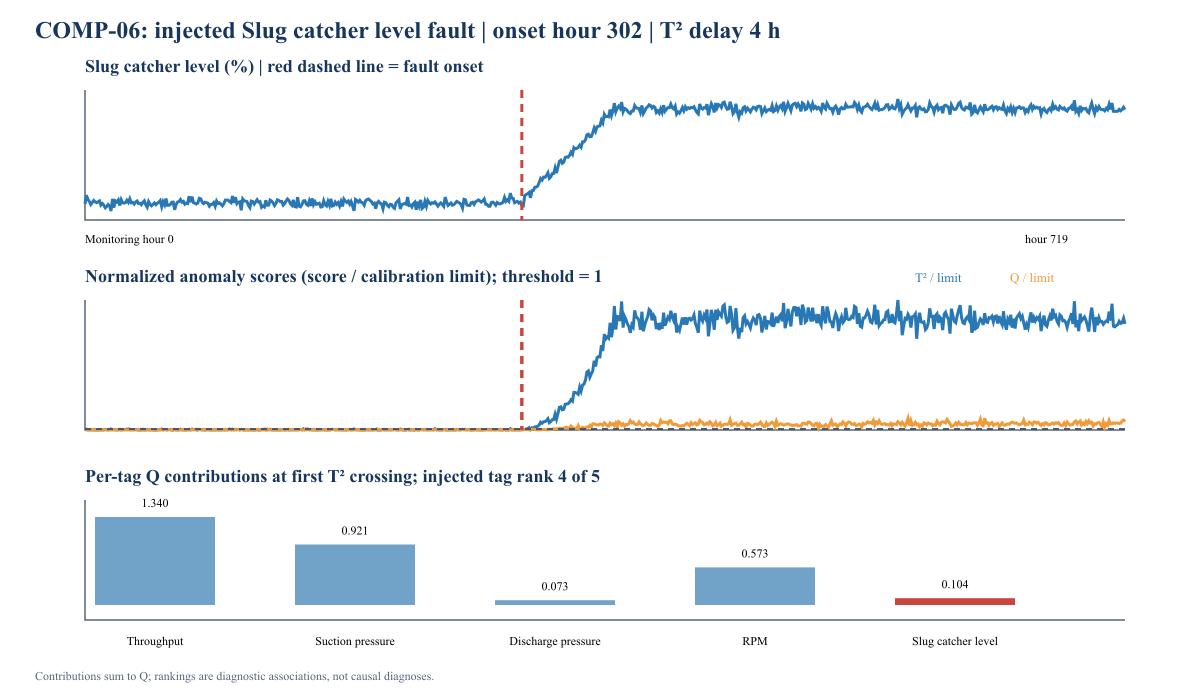 COMP-06: injected Slug catcher level fault | onset hour 302 | T² delay 4 h
Slug catcher level (%) | red dashed line = fault onset
Monitoring hour 0
hour 719
Normalized anomaly scores (score / calibration limit); threshold = 1
T² / limit
Q / limit
Per-tag Q contributions at first T² crossing; injected tag rank 4 of 5
1.340
0.921
0.073
0.573
0.104
Throughput
Suction pressure
Discharge pressure
RPM
Slug catcher level
Contributions sum to Q; rankings are diagnostic associations, not causal diagnoses.